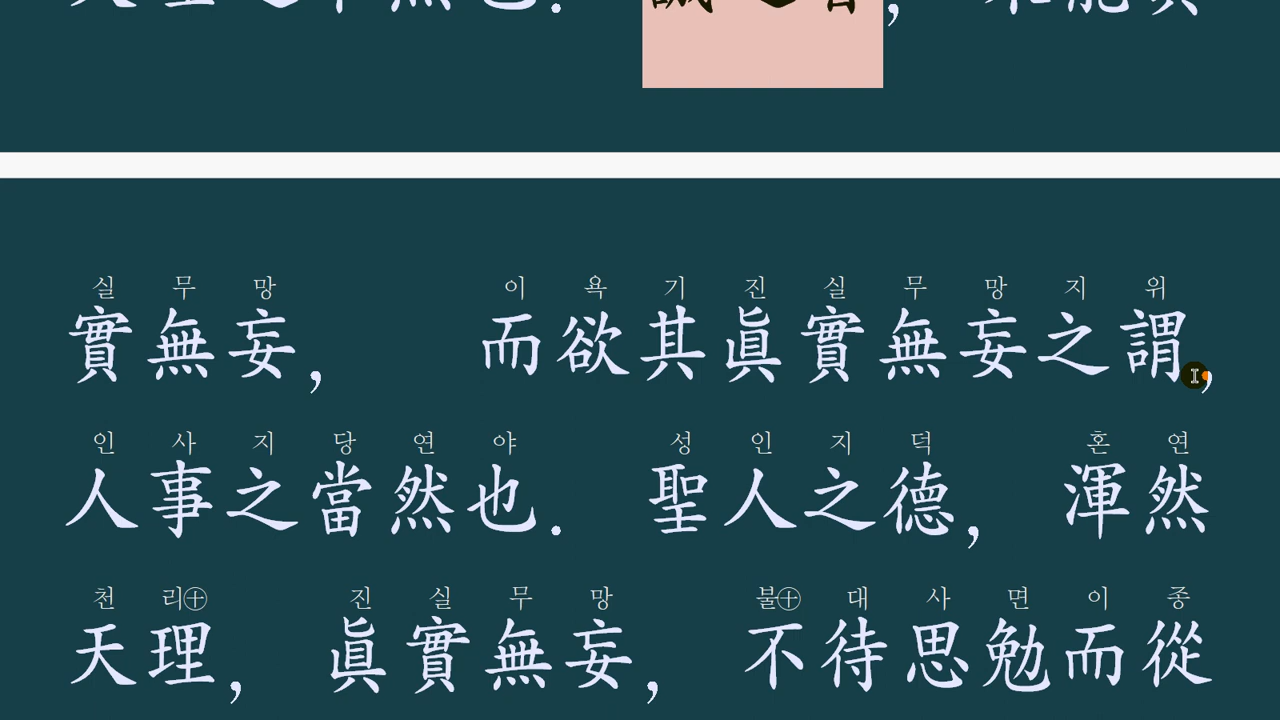 실 무 망 이 욕 기 진 실 무 망 지 위
實無妄, 而欲其眞實無妄之謂,
인 사 지 당 연 야 성 인 지 덕 혼 연
人事之當然也. 聖人之德, 渾然
천 리㊉ 진 실 무 망 불㊉ 대 사 면 이 종
天理, 眞實無妄, 不待思勉而從